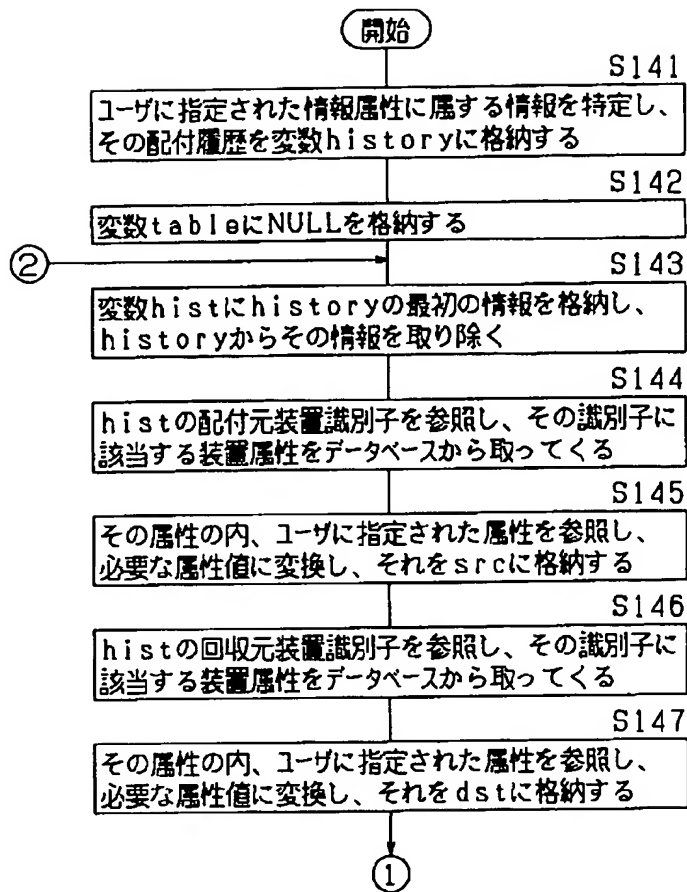 開始
S141
ユーザに指定された情報属性に属する情報を特定し、
その配付履歴を変数historyに格納する
S142
変数tableにNULLを格納する
②
S143
変数histにhistoryの最初の情報を格納し、
historyからその情報を取り除く
S144
histの配付元装置識別子を参照し、その識別子に
該当する装置属性をデータベースから取ってくる
S145
その属性の内、ユーザに指定された属性を参照し、
必要な属性値に変換し、それをsrcに格納する
S146
histの回収元装置識別子を参照し、その識別子に
該当する装置属性をデータベースから取ってくる
S147
その属性の内、ユーザに指定された属性を参照し、
必要な属性値に変換し、それをdstに格納する
①